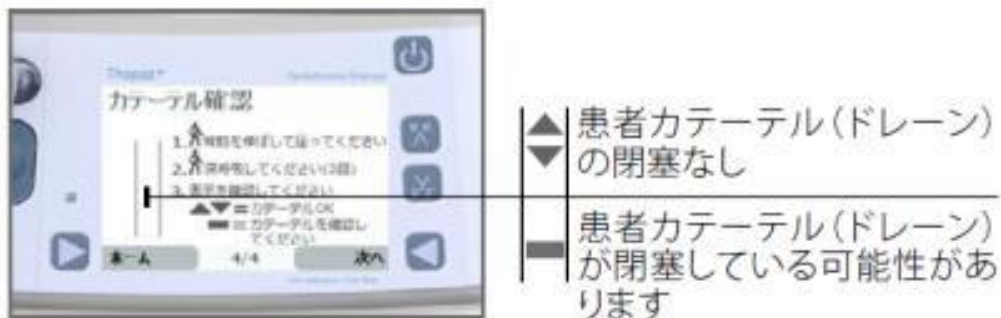 Thopaz+
カテーテル確認
1. 背筋を伸ばして座ってください
2. 深呼吸してください(3回)
3. 表示を確認してください
▲▼=カテーテルOK
▬=カテーテルを確認し
てください
ホーム 4/4 次へ
患者カテーテル(ドレーン)
の閉塞なし
患者カテーテル(ドレーン)
が閉塞している可能性があ
ります